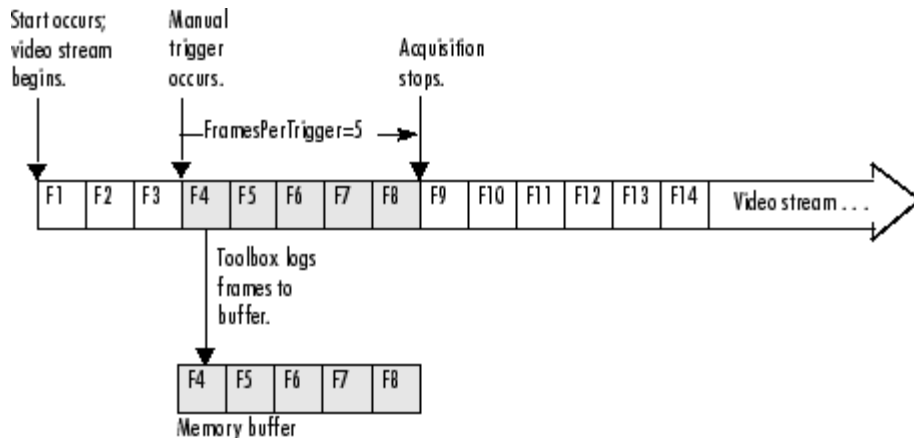 Start occurs;
video stream
begins.
Manual
trigger
occurs.
Acquisition
stops.
FramesPerTrigger=5
F1 F2 F3 F4 F5 F6 F7 F8 F9 F10 F11 F12 F13 F14 Video stream . . .
Toolbox logs
frames to
buffer.
F4 F5 F6 F7 F8
Memory buffer